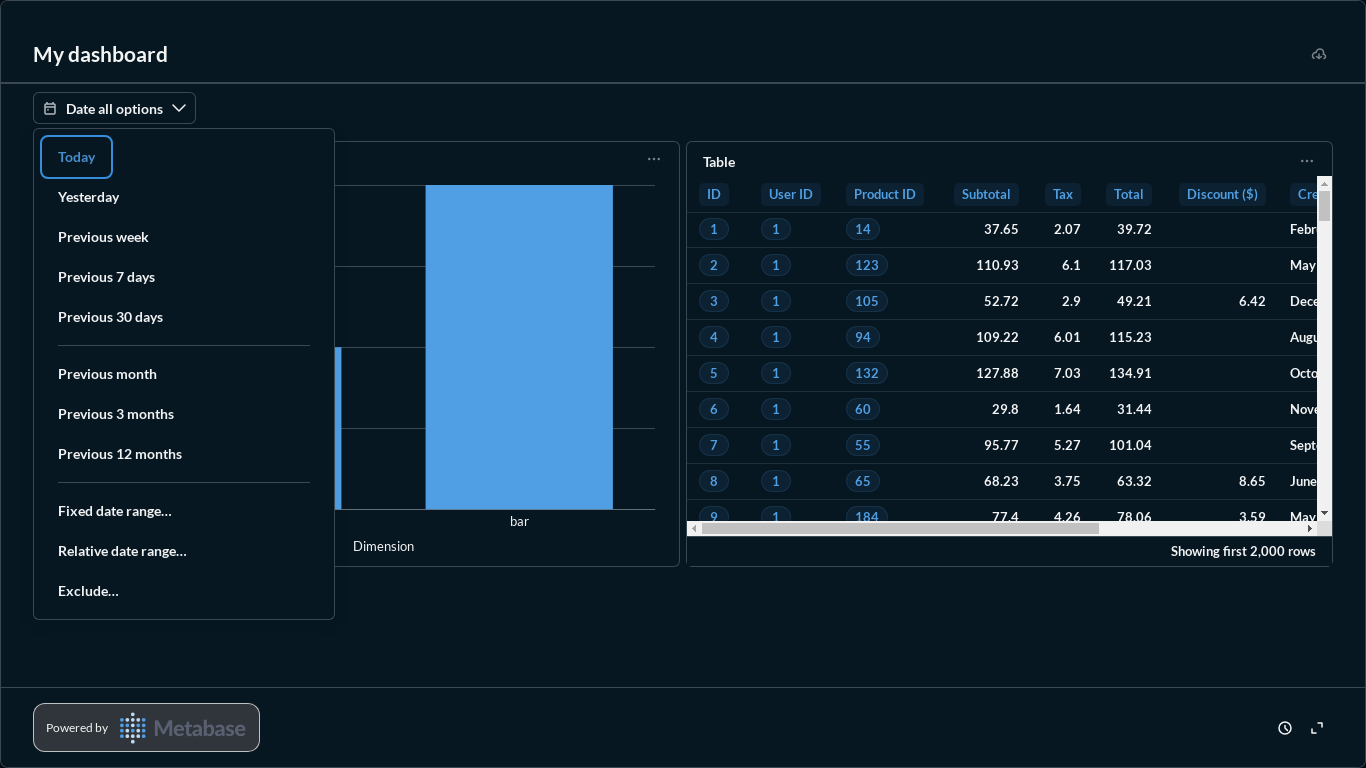 My dashboard
Date all options
Today
Yesterday
Previous week
Previous 7 days
Previous 30 days
Previous month
Previous 3 months
Previous 12 months
Fixed date range...
Relative date range...
Exclude...
bar
Dimension
Table
ID User ID Product ID Subtotal Tax Total Discount ($) Cre
1 1 14 37.65 2.07 39.72 Febr
2 1 123 110.93 6.1 117.03 May
3 1 105 52.72 2.9 49.21 6.42 Dece
4 1 94 109.22 6.01 115.23 Augu
5 1 132 127.88 7.03 134.91 Octo
6 1 60 29.8 1.64 31.44 Nove
7 1 55 95.77 5.27 101.04 Sept
8 1 65 68.23 3.75 63.32 8.65 June
9 1 184 77.4 4.26 78.06 3.59 May
Showing first 2,000 rows
Powered by Metabase